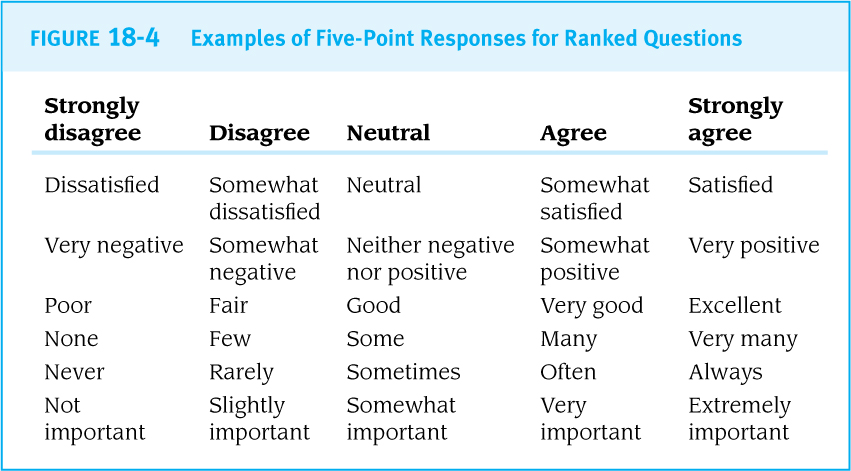 FIGURE 18-4 Examples of Five-Point Responses for Ranked Questions
Strongly Strongly
disagree Disagree Neutral Agree agree
Dissatisfied Somewhat Neutral Somewhat Satisfied
dissatisfied satisfied
Very negative Somewhat Neither negative Somewhat Very positive
negative nor positive positive
Poor Fair Good Very good Excellent
None Few Some Many Very many
Never Rarely Sometimes Often Always
Not Slightly Somewhat Very Extremely
important important important important important